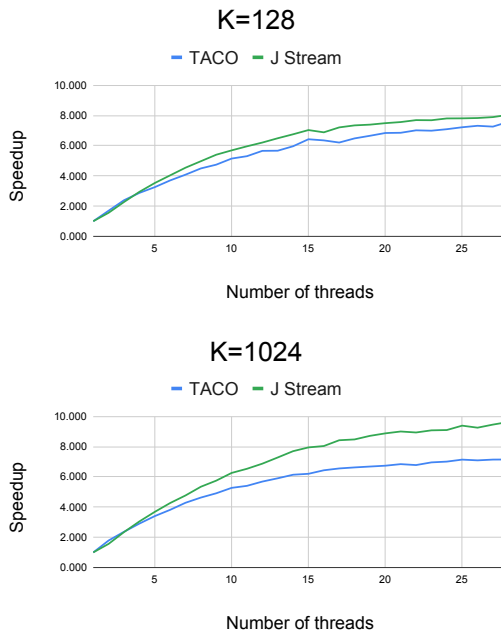 K=128
TACO J Stream
10.000
8.000
6.000
4.000
2.000
0.000
Speedup
5 10 15 20 25
Number of threads
K=1024
TACO J Stream
10.000
8.000
6.000
4.000
2.000
0.000
Speedup
5 10 15 20 25
Number of threads